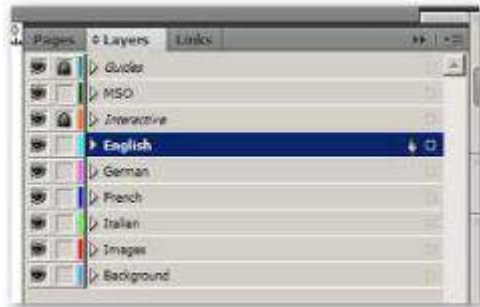 Pages Layers Links
Guides
MSO
Interactive
English
German
French
Italian
Images
Background